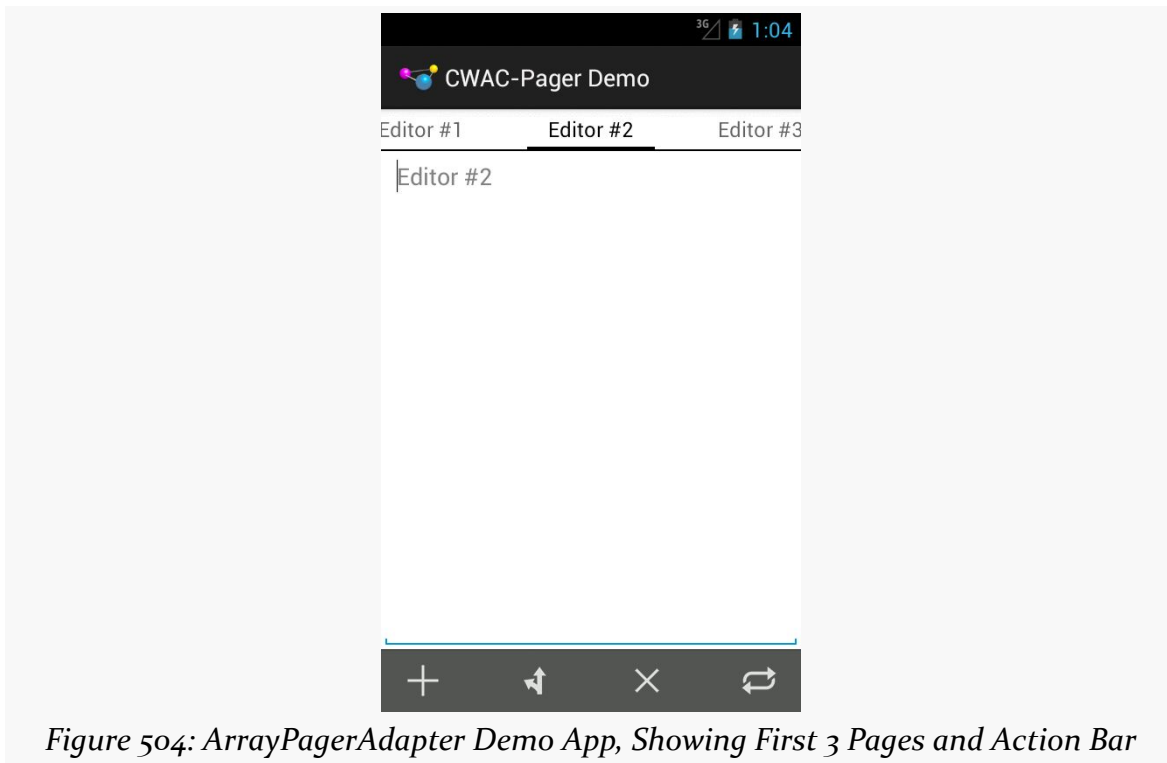 3G 1:04
CWAC-Pager Demo
Editor #1 Editor #2 Editor #3
Editor #2
Figure 504: ArrayPagerAdapter Demo App, Showing First 3 Pages and Action Bar